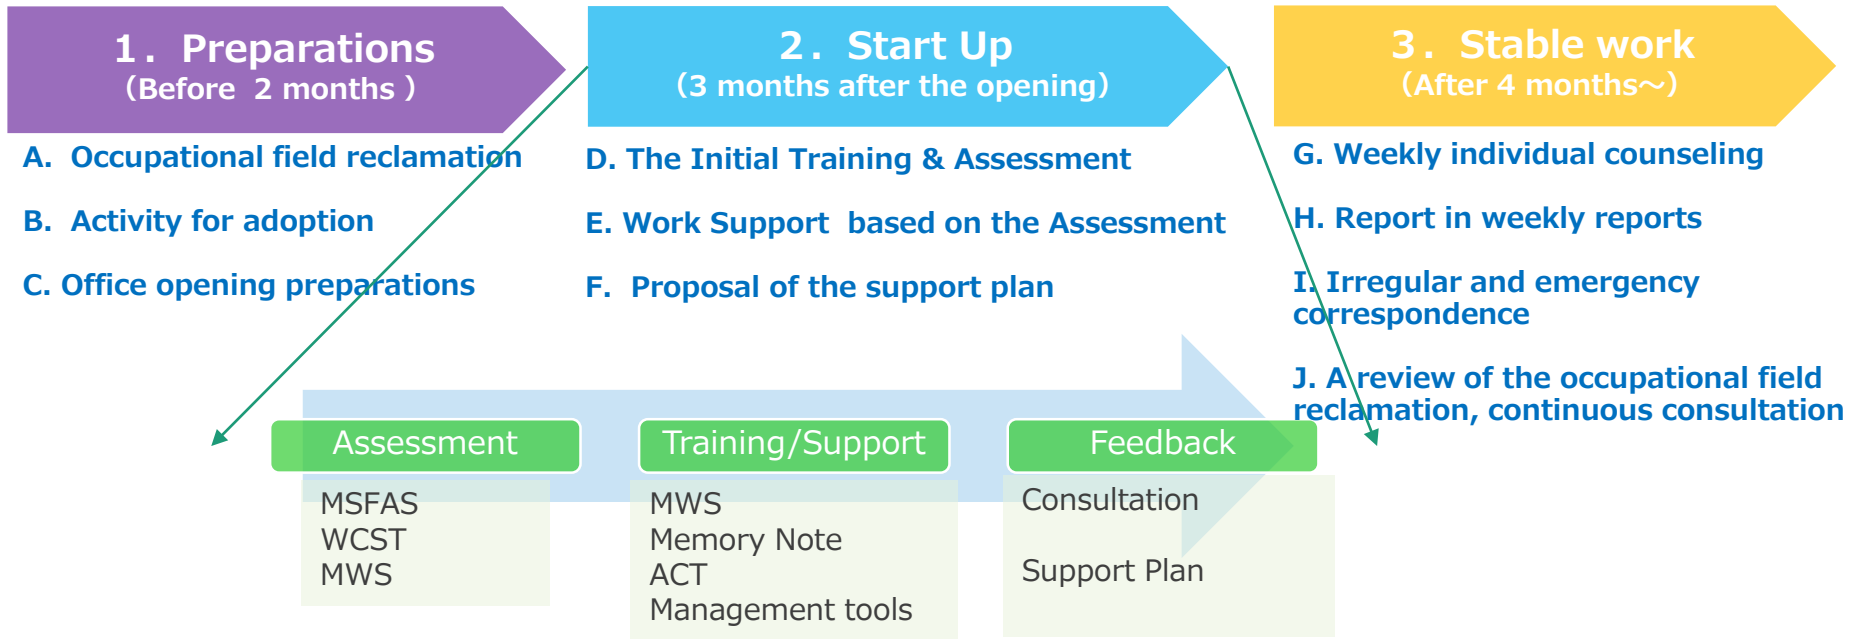 1. Preparations
(Before 2 months )
A. Occupational field reclamation
B. Activity for adoption
C. Office opening preparations
2. Start Up
(3 months after the opening)
D. The Initial Training & Assessment
E. Work Support based on the Assessment
F. Proposal of the support plan
3. Stable work
(After 4 months~)
G. Weekly individual counseling
H. Report in weekly reports
I. Irregular and emergency
correspondence
J. A review of the occupational field
reclamation, continuous consultation
Assessment
MSFAS
WCST
MWS
Training/Support
MWS
Memory Note
ACT
Management tools
Feedback
Consultation
Support Plan